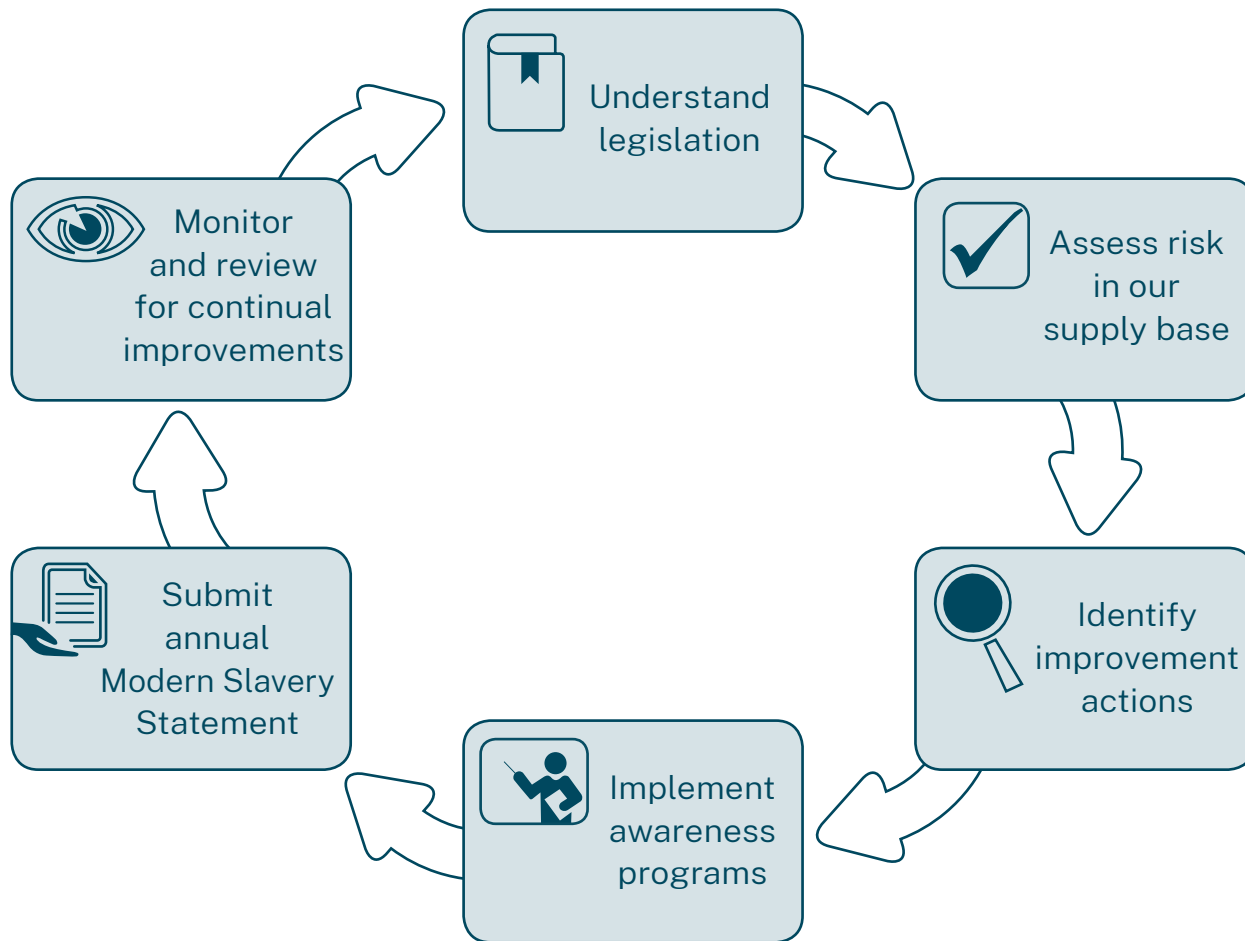 Understand
legislation
Assess risk
in our
supply base
Identify
improvement
actions
Implement
awareness
programs
Submit
annual
Modern Slavery
Statement
Monitor
and review
for continual
improvements